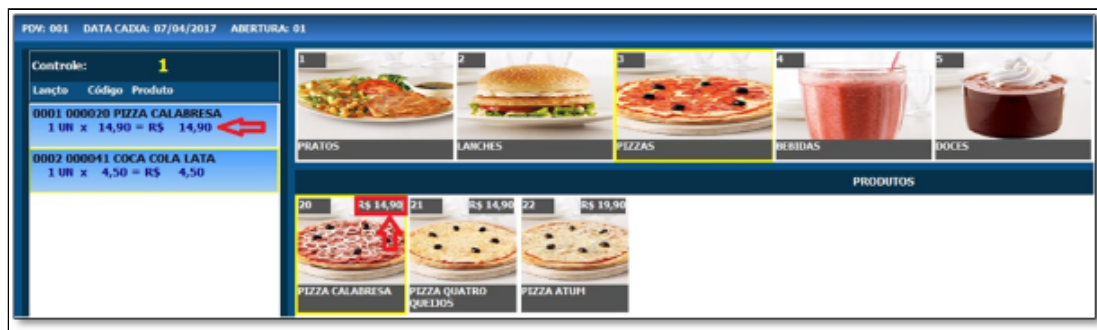 PDV: 001 DATA CAIXA: 07/04/2017 ABERTURA: 01
Controle: 1
Lançto Código Produto
0001 000020 PIZZA CALABRESA
1 UN x 14,90 = R$ 14,90
0002 000041 COCA COLA LATA
1 UN x 4,50 = R$ 4,50
1
2
3
4
5
PRATOS
LANCHES
PIZZAS
BEBIDAS
DOCES
PRODUTOS
20 R$ 14,90
21 R$ 14,90
22 R$ 19,90
PIZZA CALABRESA
PIZZA QUATRO
QUEIJOS
PIZZA ATUM